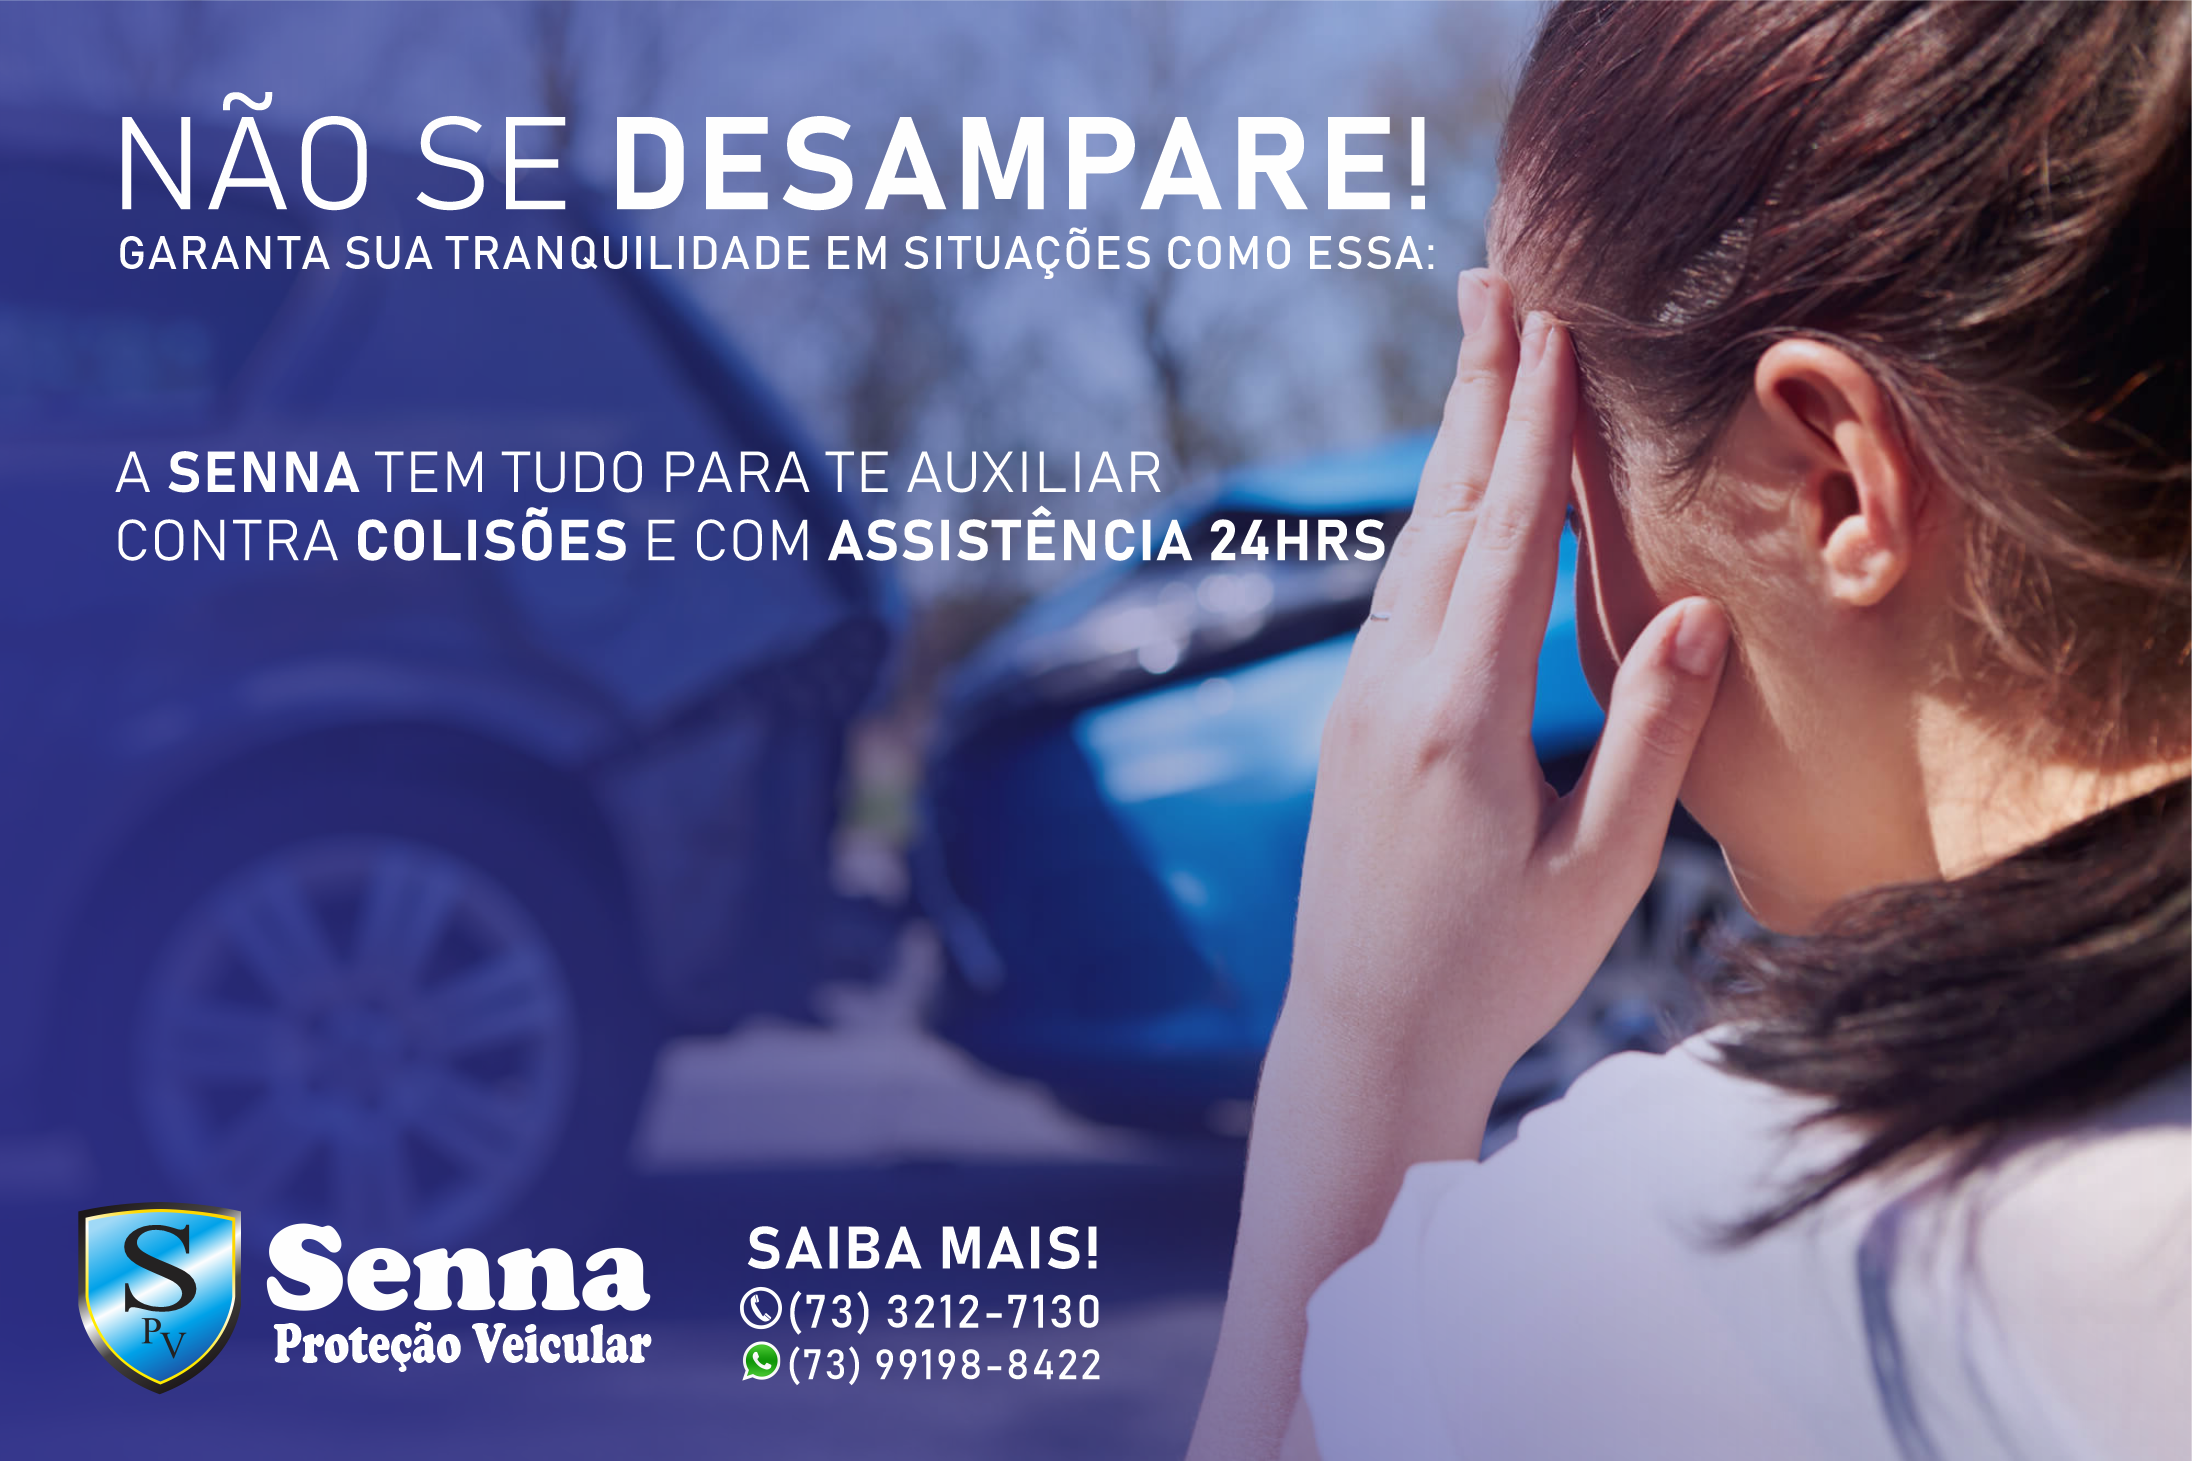 NÃO SE DESAMPARE!
GARANTA SUA TRANQUILIDADE EM SITUAÇÕES COMO ESSA:
A SENNA TEM TUDO PARA TE AUXILIAR
CONTRA COLISÕES E COM ASSISTÊNCIA 24HRS
S
PV
Senna
Proteção Veicular
SAIBA MAIS!
(73) 3212-7130
(73) 99198-8422